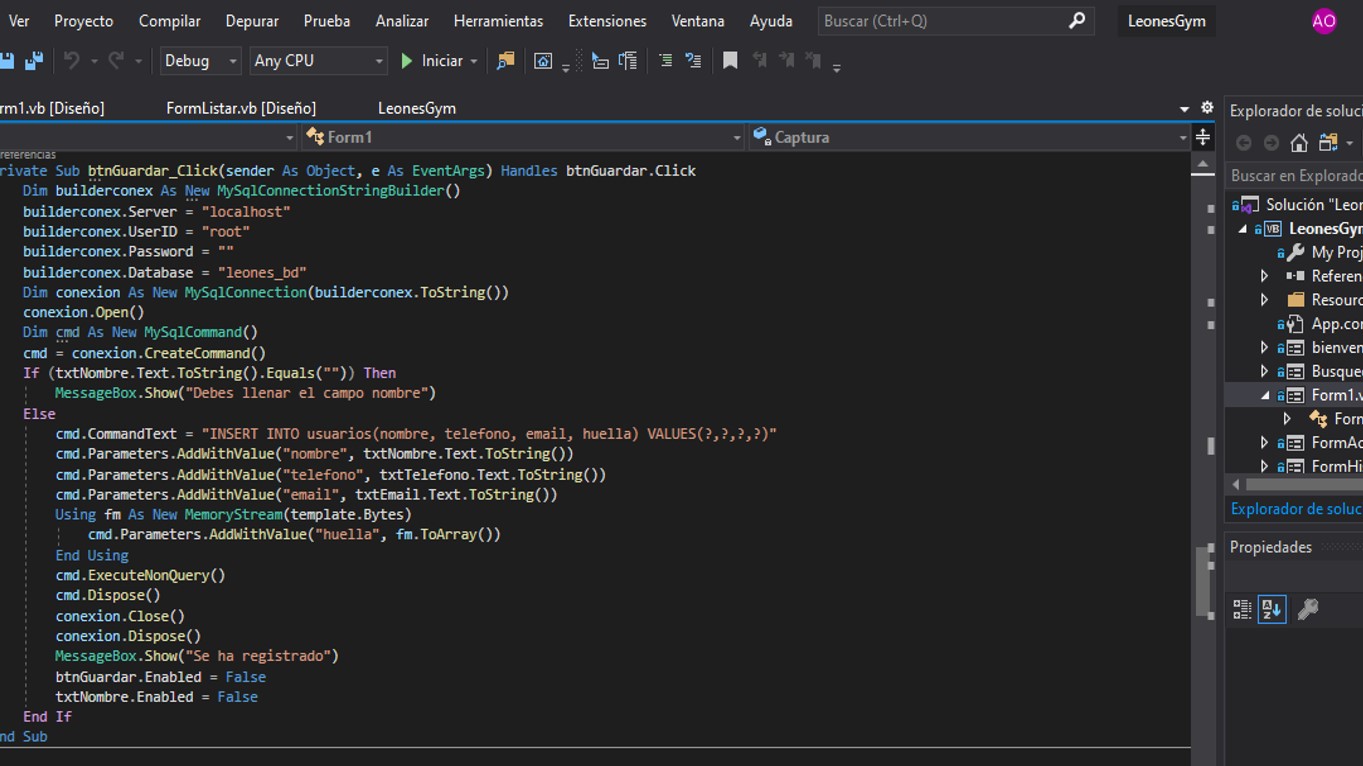 Ver Proyecto Compilar Depurar Prueba Analizar Herramientas Extensiones Ventana Ayuda Buscar (Ctrl+Q) LeonesGym AO
Debug Any CPU Iniciar
rm1.vb [Diseño] FormListar.vb [Diseño] LeonesGym
Form1 Captura
referencias
rivate Sub btnGuardar_Click(sender As Object, e As EventArgs) Handles btnGuardar.Click
Dim builderconex As New MySqlConnectionStringBuilder()
builderconex.Server = "localhost"
builderconex.UserID = "root"
builderconex.Password = ""
builderconex.Database = "leones_bd"
Dim conexion As New MySqlConnection(builderconex.ToString())
conexion.Open()
Dim cmd As New MySqlCommand()
cmd = conexion.CreateCommand()
If (txtNombre.Text.ToString().Equals("")) Then
MessageBox.Show("Debes llenar el campo nombre")
Else
cmd.CommandText = "INSERT INTO usuarios(nombre, telefono, email, huella) VALUES(?,?,?,?)"
cmd.Parameters.AddWithValue("nombre", txtNombre.Text.ToString())
cmd.Parameters.AddWithValue("telefono", txtTelefono.Text.ToString())
cmd.Parameters.AddWithValue("email", txtEmail.Text.ToString())
Using fm As New MemoryStream(template.Bytes)
cmd.Parameters.AddWithValue("huella", fm.ToArray())
End Using
cmd.ExecuteNonQuery()
cmd.Dispose()
conexion.Close()
conexion.Dispose()
MessageBox.Show("Se ha registrado")
btnGuardar.Enabled = False
txtNombre.Enabled = False
End If
nd Sub
Explorador de soluci
Buscar en Explorado
Solución "Leor
VB LeonesGyr
My Proj
Referen
Resourc
App.cor
bienver
Busquec
Form1.v
Forn
FormAc
FormHi
Explorador de soluc
Propiedades